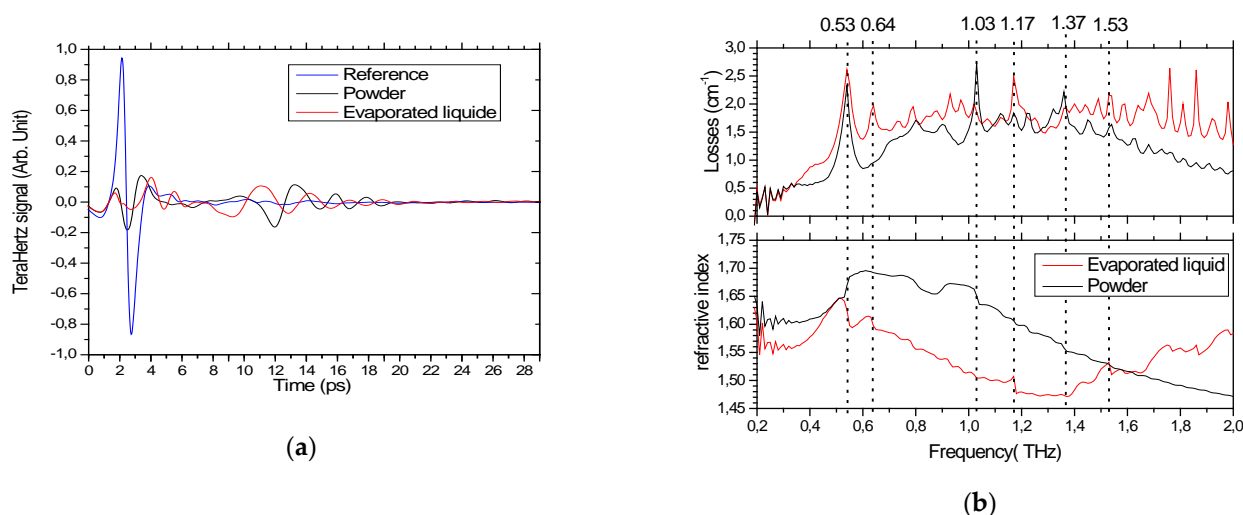 1,0
0,8
0,6
0,4
0,2
0,0
-0,2
-0,4
-0,6
-0,8
-1,0
TeraHertz signal (Arb. Unit)
Reference
Powder
Evaporated liquide
0 2 4 6 8 10 12 14 16 18 20 22 24 26 28
Time (ps)
(a)
0.53 0.64 1.03 1.17 1.37 1.53
3,0
2,5
2,0
1,5
1,0
0,5
0,0
Losses (cm-1)
1,75
1,70
1,65
1,60
1,55
1,50
1,45
refractive index
Evaporated liquid
Powder
0,2 0,4 0,6 0,8 1,0 1,2 1,4 1,6 1,8 2,0
Frequency( THz)
(b)